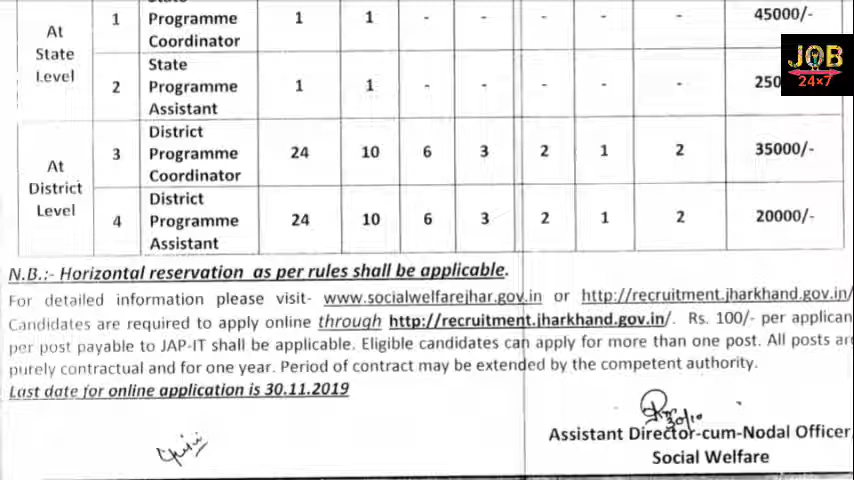 At State Level
1 Programme Coordinator 1 1 - - - - - 45000/-
2 State Programme Assistant 1 1 - - - - -
JOB
24×7
At District Level
3 District Programme Coordinator 24 10 6 3 2 1 2 35000/-
4 District Programme Assistant 24 10 6 3 2 1 2 20000/-
N.B.:- Horizontal reservation as per rules shall be applicable.
For detailed information please visit- www.socialwelfarejhar.gov.in or http://recruitment.jharkhand.gov.in/
Candidates are required to apply online through http://recruitment.jharkhand.gov.in/. Rs. 100/- per applican
per post payable to JAP-IT shall be applicable. Eligible candidates can apply for more than one post. All posts ar
purely contractual and for one year. Period of contract may be extended by the competent authority.
Last date for online application is 30.11.2019
30/10
Assistant Director-cum-Nodal Officer,
Social Welfare